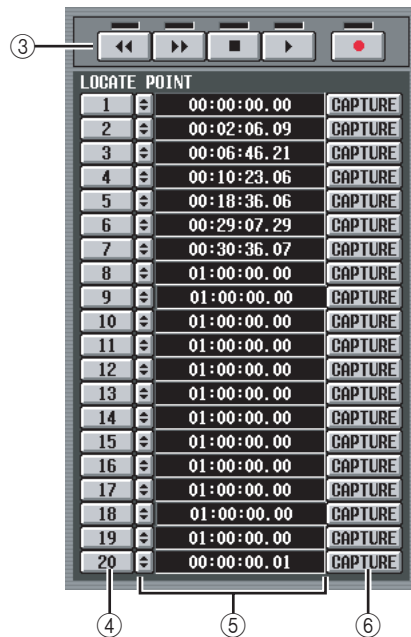 ③
LOCATE POINT
1 00:00:00.00 CAPTURE
2 00:02:06.09 CAPTURE
3 00:06:46.21 CAPTURE
4 00:10:23.06 CAPTURE
5 00:18:36.06 CAPTURE
6 00:29:07.29 CAPTURE
7 00:30:36.07 CAPTURE
8 01:00:00.00 CAPTURE
9 01:00:00.00 CAPTURE
10 01:00:00.00 CAPTURE
11 01:00:00.00 CAPTURE
12 01:00:00.00 CAPTURE
13 01:00:00.00 CAPTURE
14 01:00:00.00 CAPTURE
15 01:00:00.00 CAPTURE
16 01:00:00.00 CAPTURE
17 01:00:00.00 CAPTURE
18 01:00:00.00 CAPTURE
19 01:00:00.00 CAPTURE
20 00:00:00.01 CAPTURE
④ ⑤ ⑥